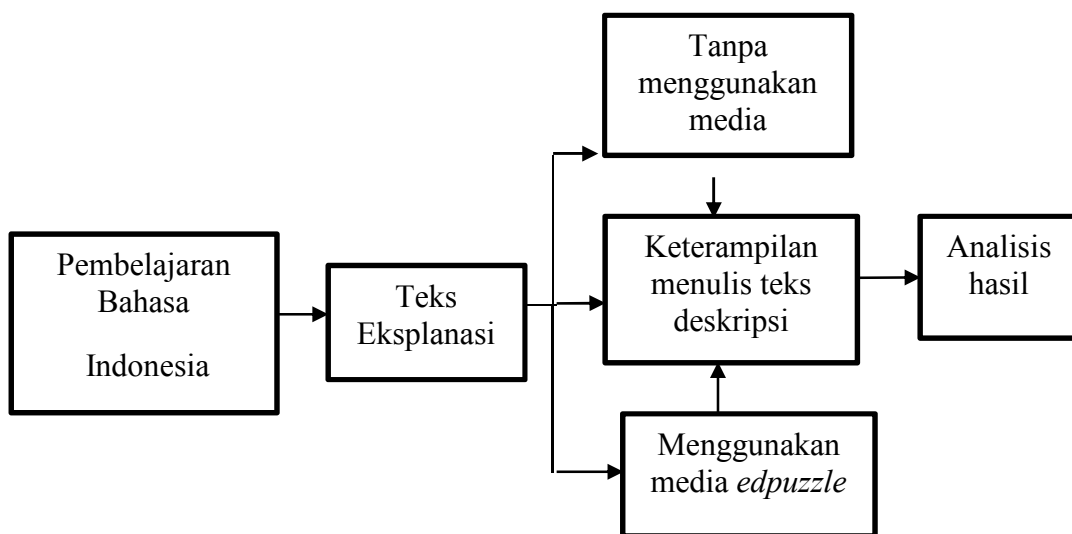 Tanpa
menggunakan
media
Pembelajaran
Bahasa
Indonesia
Teks
Eksplanasi
Keterampilan
menulis teks
deskripsi
Analisis
hasil
Menggunakan
media edpuzzle